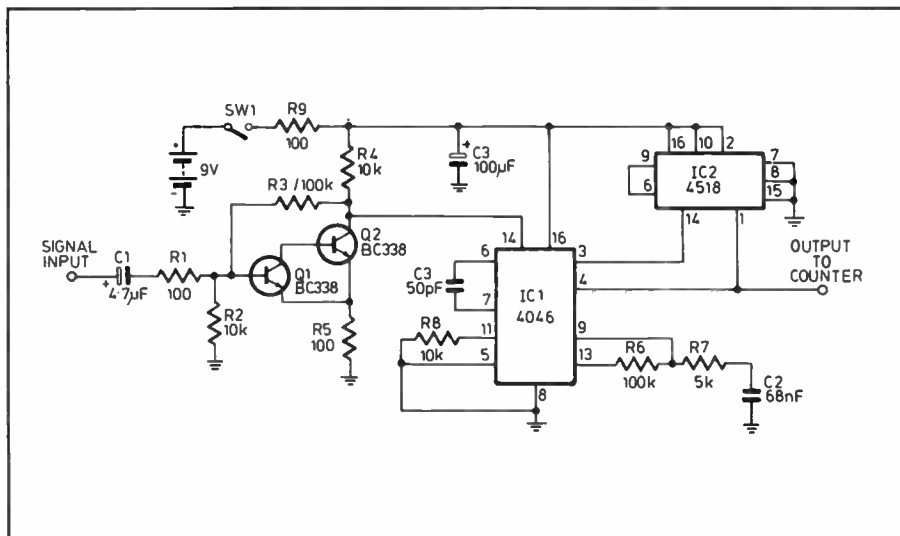 SW1
R9
100
9V
R4
10k
R3 /100k
+
C3
100µF
16 10 2
9
6
IC2
4518
7
8
15
14
1
Q2
BC338
SIGNAL
INPUT
C1
+
4·7µF
R1
100
Q1
BC338
R2
10k
R5
100
14
16
6
C3
50pF
7
IC1
4046
3
4
OUTPUT
TO
COUNTER
R8
10k
11
5
8
9
13
R6
100k
R7
5k
C2
68nF